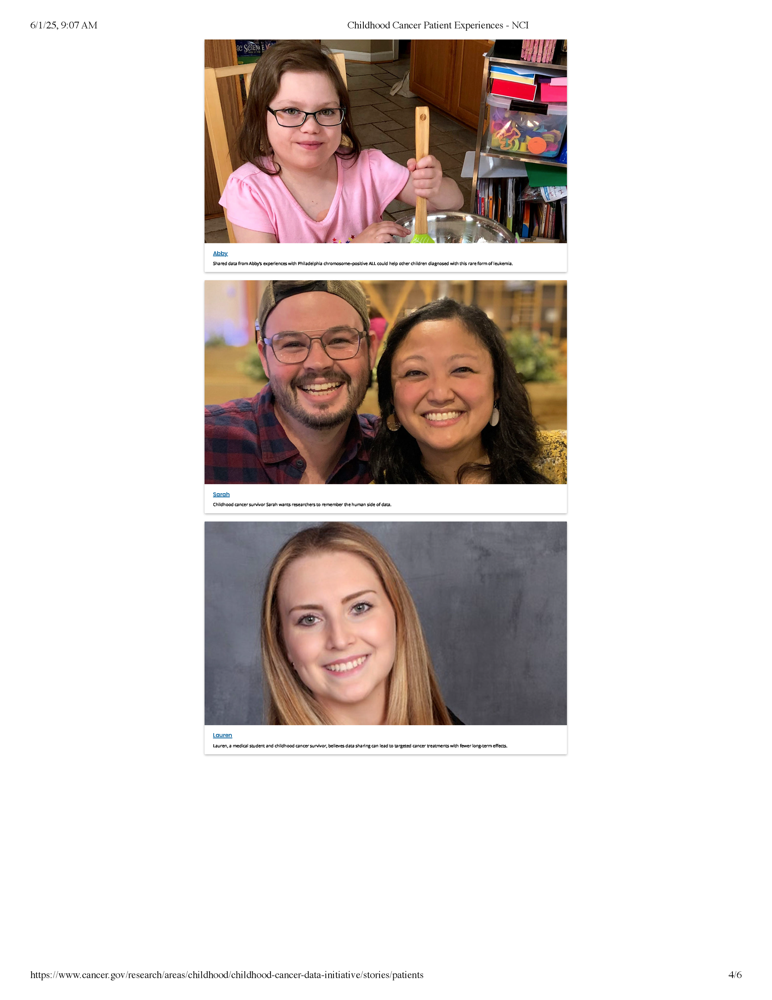 6/1/25, 9:07 AM
Childhood Cancer Patient Experiences - NCI
IC SCIENCE
Abby
Shared data from Abby's experiences with Philadelphia chromosome–positive ALL could help other children diagnosed with this rare form of leukemia.
Sarah
Childhood cancer survivor Sarah wants researchers to remember the human side of data.
Lauren
Lauren, a medical student and childhood cancer survivor, believes data sharing can lead to targeted cancer treatments with fewer long-term effects.
https://www.cancer.gov/research/areas/childhood/childhood-cancer-data-initiative/stories/patients
4/6